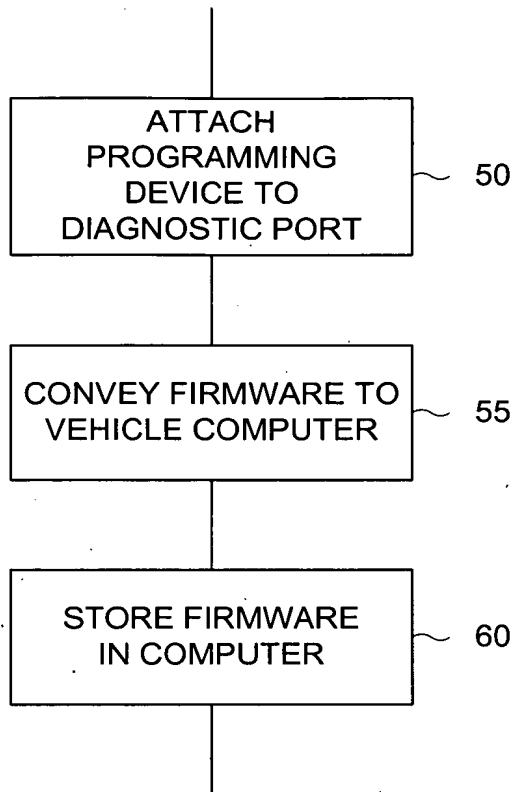 ATTACH
PROGRAMMING
DEVICE TO
DIAGNOSTIC PORT
50
CONVEY FIRMWARE TO
VEHICLE COMPUTER
55
STORE FIRMWARE
IN COMPUTER
60